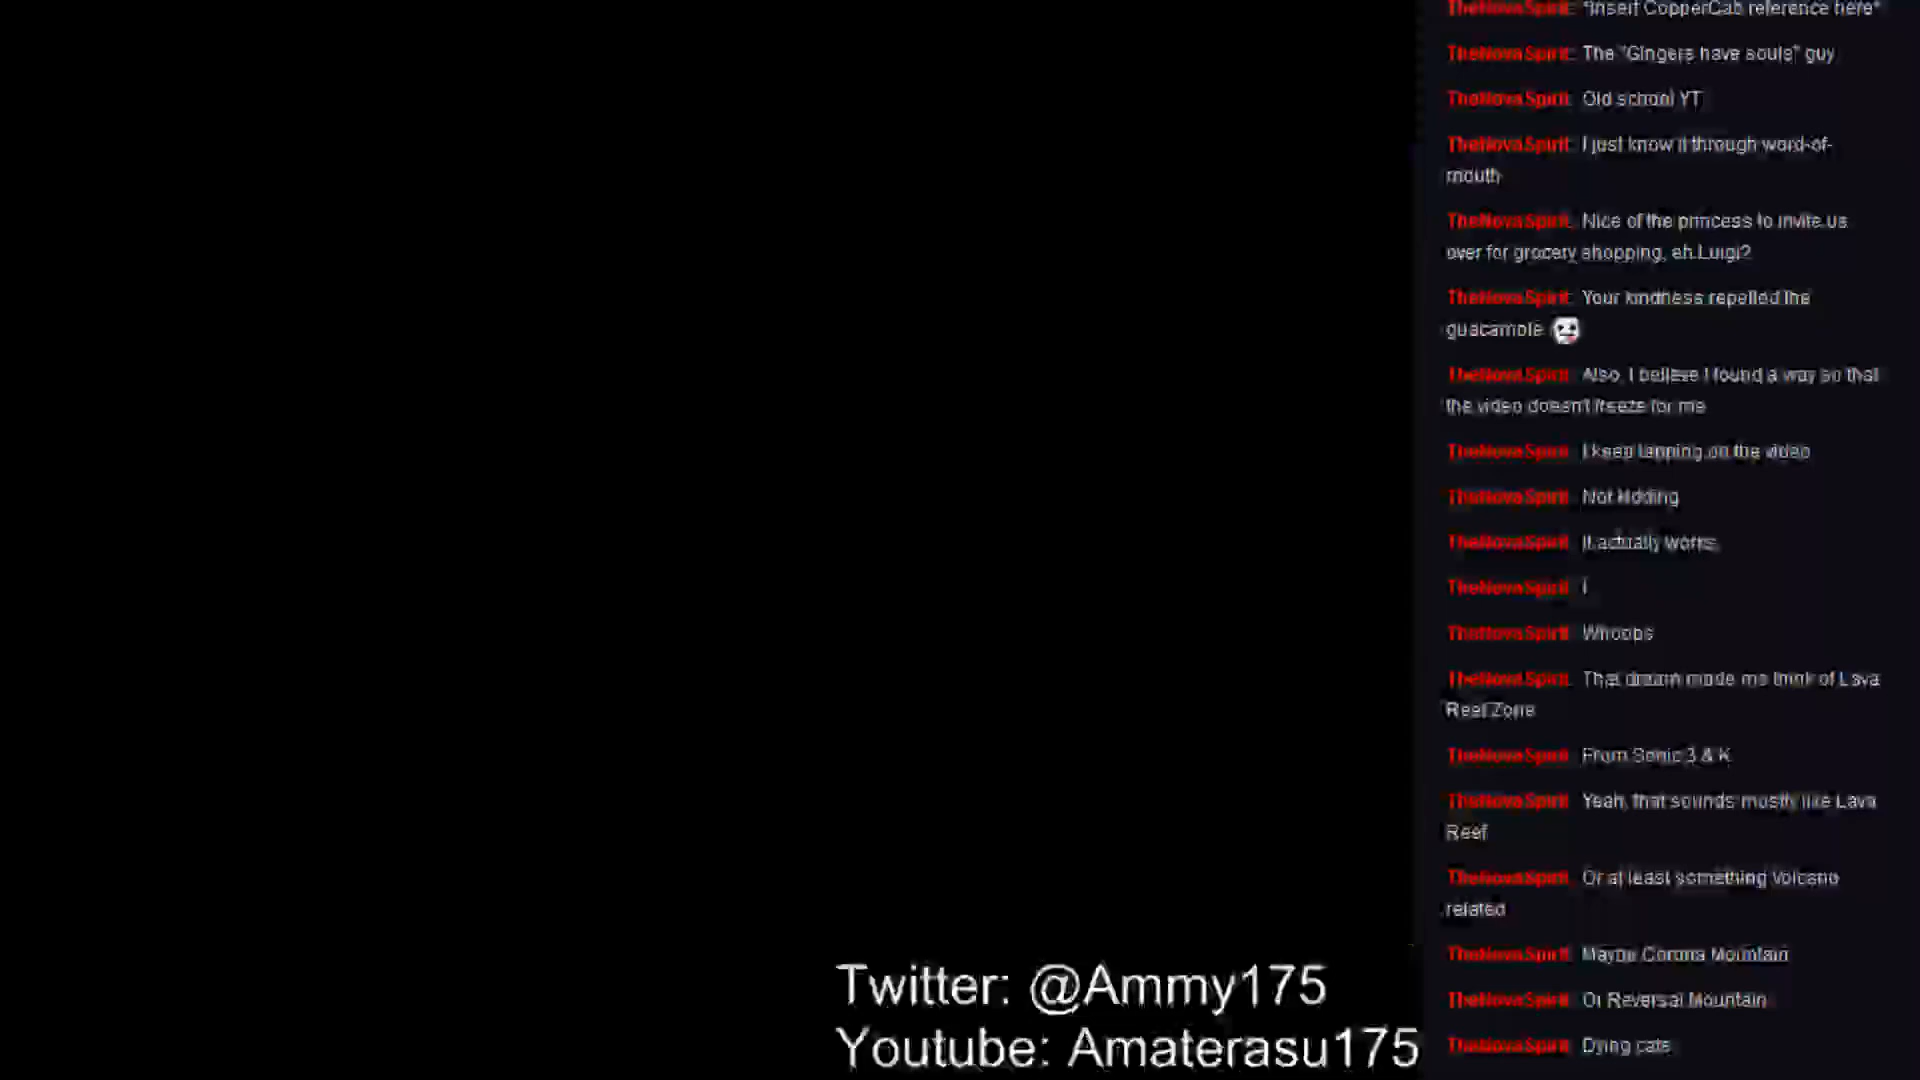 TheNovaSpirit: *Insert CopperCab reference here*
TheNovaSpirit: The "Gingers have souls" guy
TheNovaSpirit: Old school YT
TheNovaSpirit: I just know it through word-of-
mouth
TheNovaSpirit: Nice of the princess to invite us
over for grocery shopping, eh Luigi?
TheNovaSpirit: Your kindness repelled the
guacamole
TheNovaSpirit: Also, I believe I found a way so that
the video doesn't freeze for me
TheNovaSpirit: I keep tapping on the video
TheNovaSpirit: Not kidding
TheNovaSpirit: It actually works
TheNovaSpirit: I
TheNovaSpirit: Whoops
TheNovaSpirit: That dream made me think of Lava
Reef Zone
TheNovaSpirit: From Sonic 3 & K
TheNovaSpirit: Yeah, that sounds mostly like Lava
Reef
TheNovaSpirit: Or at least something Volcano
related
TheNovaSpirit: Maybe Corona Mountain
TheNovaSpirit: Or Reversal Mountain
TheNovaSpirit: Dying cats
Twitter: @Ammy175
Youtube: Amaterasu175